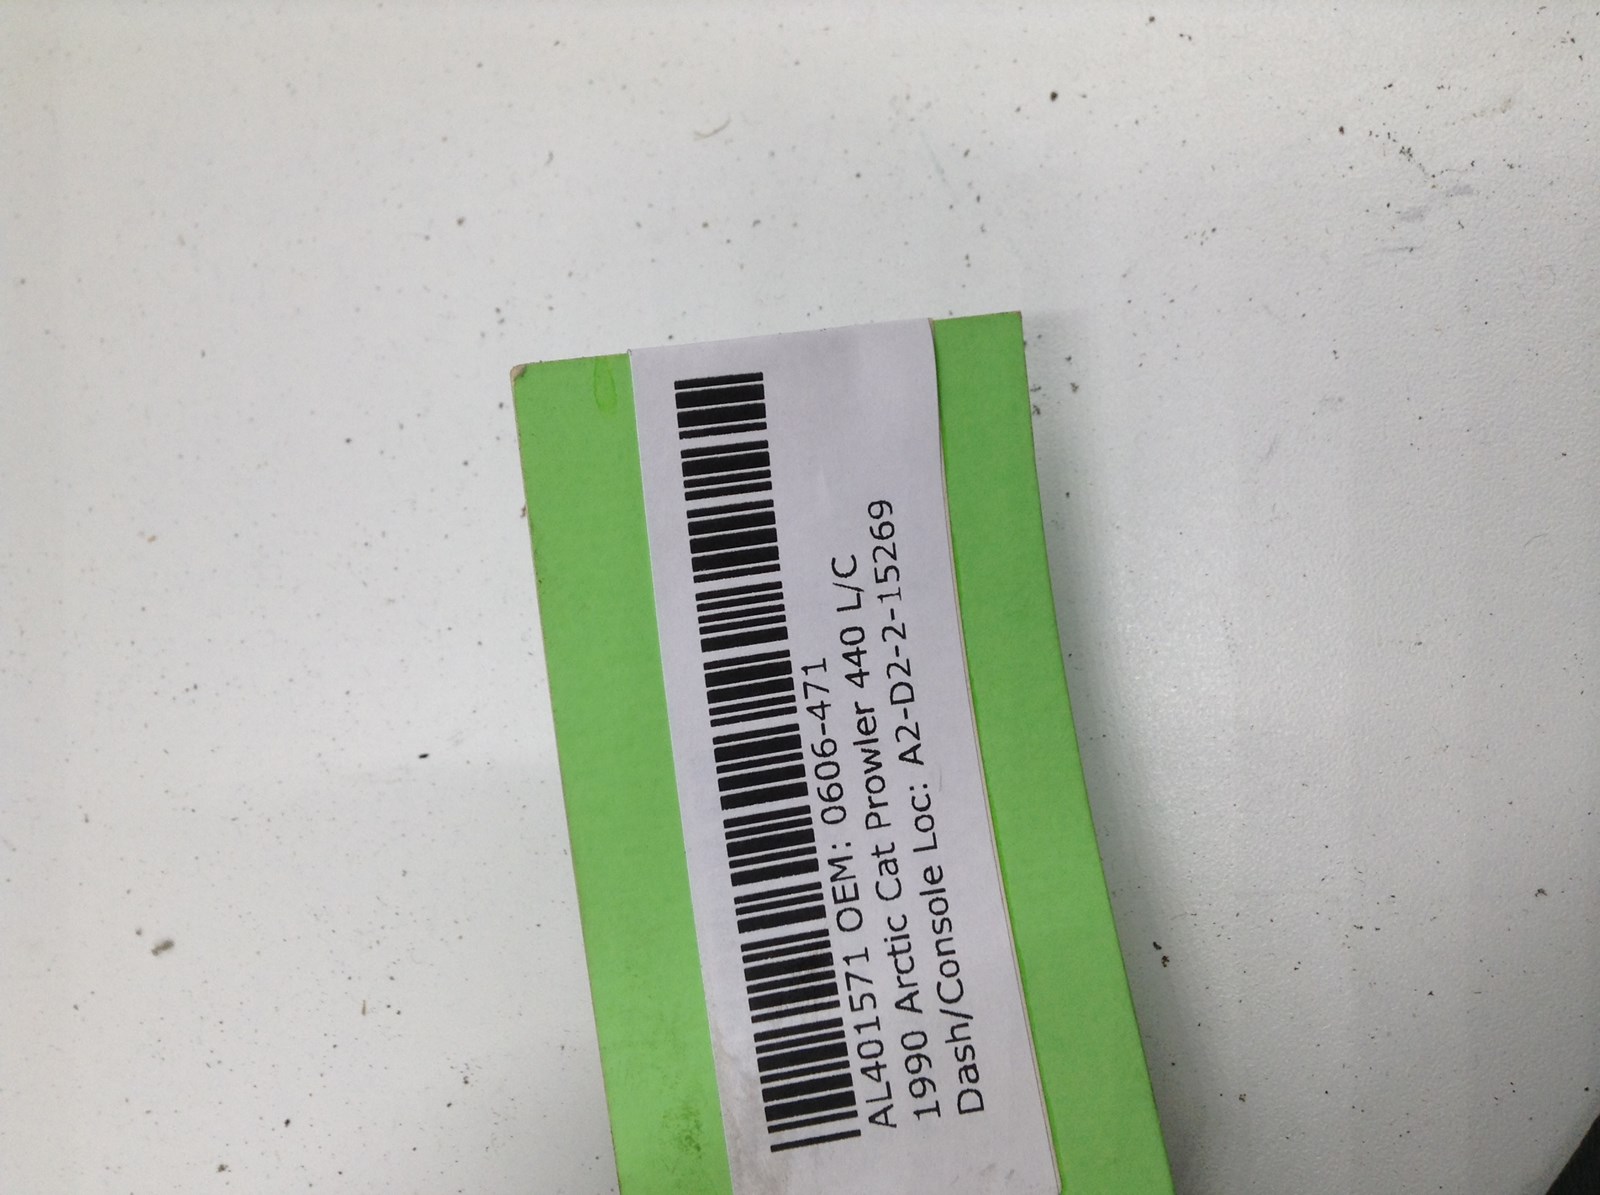 AL401571 OEM: 0606-471
1990 Arctic Cat Prowler 440 L/C
Dash/Console Loc: A2-D2-2-15269